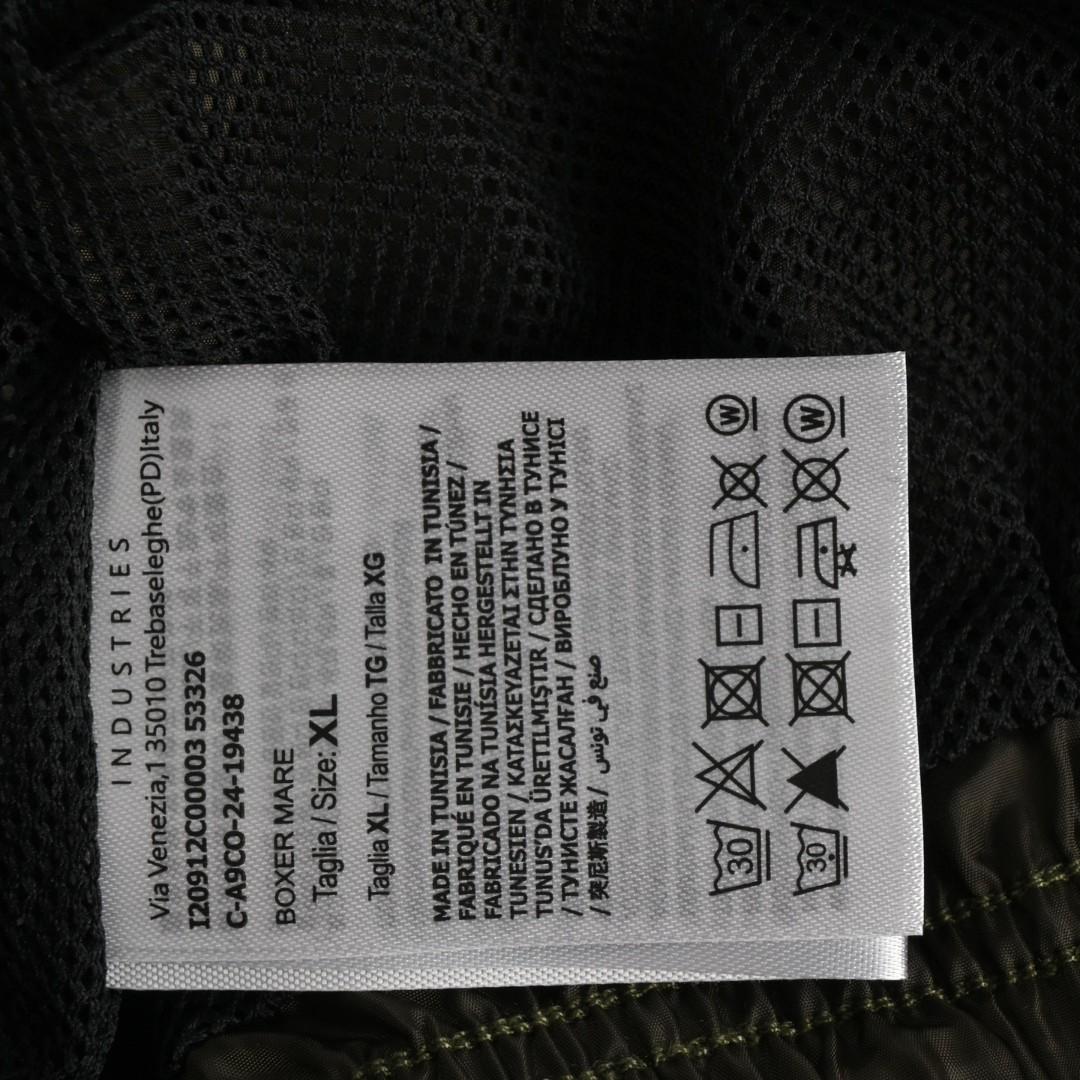 INDUSTRIES
Via Venezia,1 35010 Trebaseleghe(PD)Italy
I20912C00003 53326
C-A9CO-24-19438
BOXER MARE
Taglia / Size: XL
Taglia XL / Tamanho TG / Talla XG
MADE IN TUNISIA / FABBRICATO IN TUNISIA /
FABRIQUÉ EN TUNISIE / HECHO EN TÚNEZ /
FABRICADO NA TUNÍSIA HERGESTELLT IN
TUNESIEN / ΚΑΤΑΣΚΕΥΑΖΕΤΑΙ ΣΤΗΝ ΤΥΝΗΣΙΑ
TUNUS'DA ÜRETILMIŞTIR / СДЕЛАНО В ТУНИСЕ
/ ТУНИСТЕ ЖАСАЛҒАН / ВИРОБЛУНО У ТУНІСІ
/ 突尼斯製造 / صنع في تونس
W
30
W
30